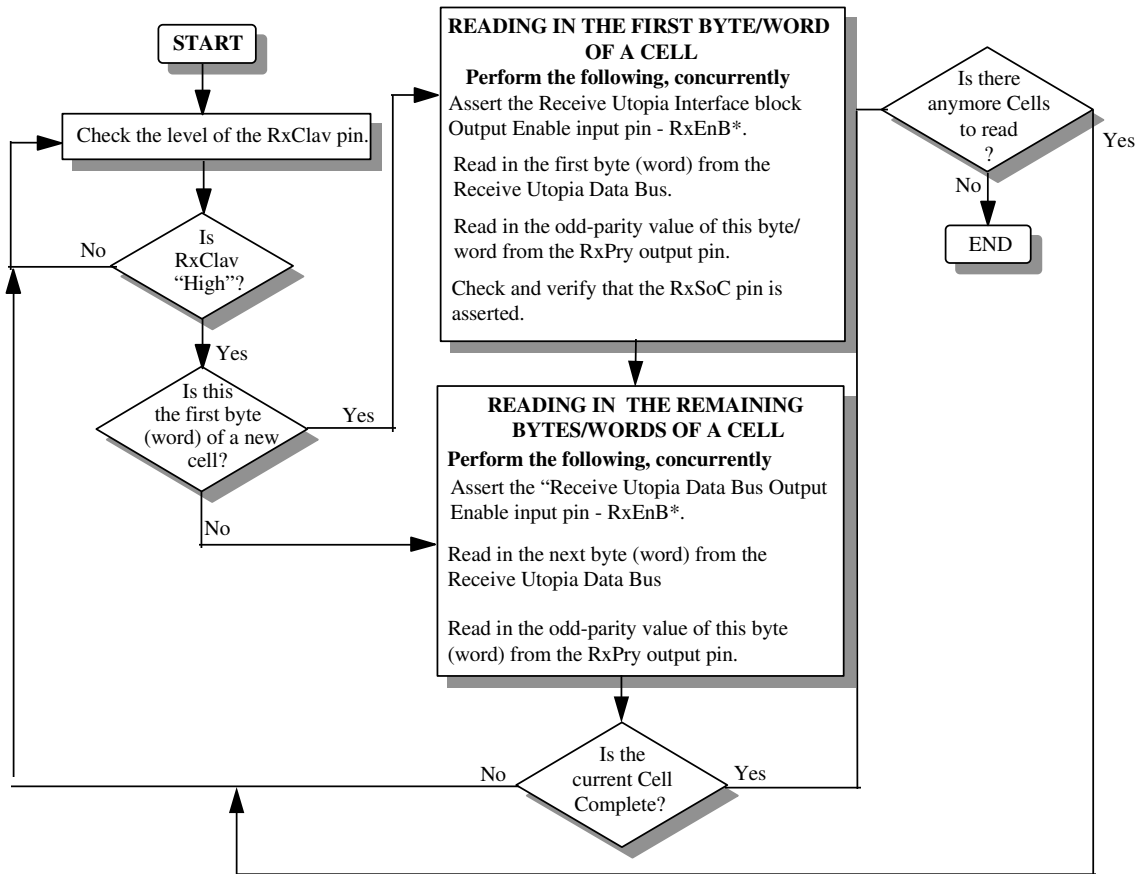 START
Check the level of the RxClav pin.
Is
RxClav
“High”?
No
Yes
Is this
the first byte
(word) of a new
cell?
Yes
No
READING IN THE FIRST BYTE/WORD
OF A CELL
Perform the following, concurrently
Assert the Receive Utopia Interface block
Output Enable input pin - RxEnB*.
Read in the first byte (word) from the
Receive Utopia Data Bus.
Read in the odd-parity value of this byte/
word from the RxPry output pin.
Check and verify that the RxSoC pin is
asserted.
READING IN THE REMAINING
BYTES/WORDS OF A CELL
Perform the following, concurrently
Assert the “Receive Utopia Data Bus Output
Enable input pin - RxEnB*.
Read in the next byte (word) from the
Receive Utopia Data Bus
Read in the odd-parity value of this byte
(word) from the RxPry output pin.
Is the
current Cell
Complete?
No
Yes
Is there
anymore Cells
to read
?
Yes
No
END